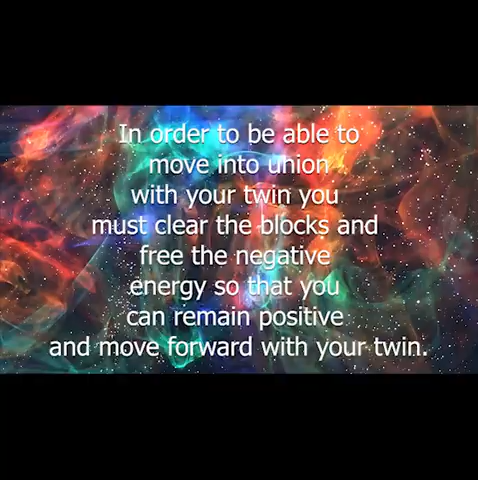 In order to be able to
move into union
with your twin you
must clear the blocks and
free the negative
energy so that you
can remain positive
and move forward with your twin.